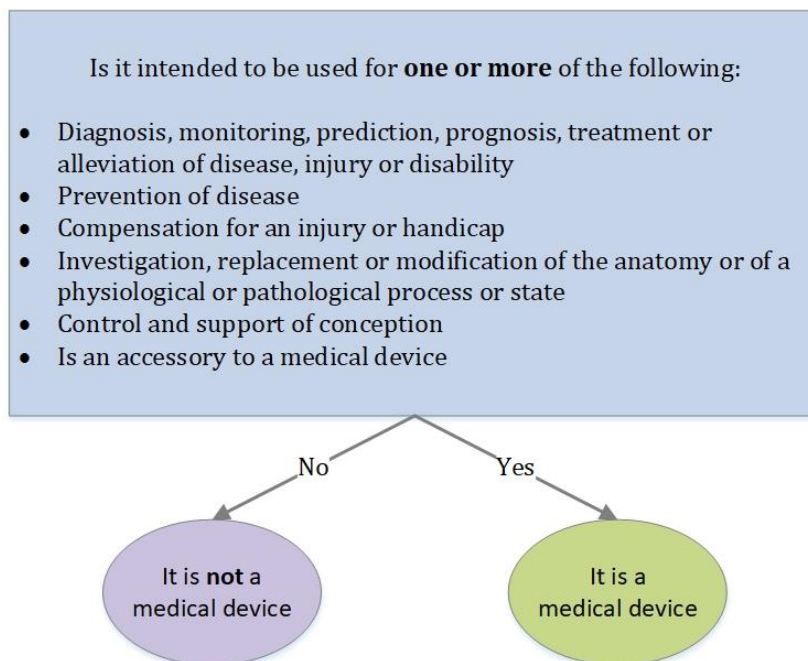 Is it intended to be used for one or more of the following:
• Diagnosis, monitoring, prediction, prognosis, treatment or
alleviation of disease, injury or disability
• Prevention of disease
• Compensation for an injury or handicap
• Investigation, replacement or modification of the anatomy or of a
physiological or pathological process or state
• Control and support of conception
• Is an accessory to a medical device
No
Yes
It is not a
medical device
It is a
medical device